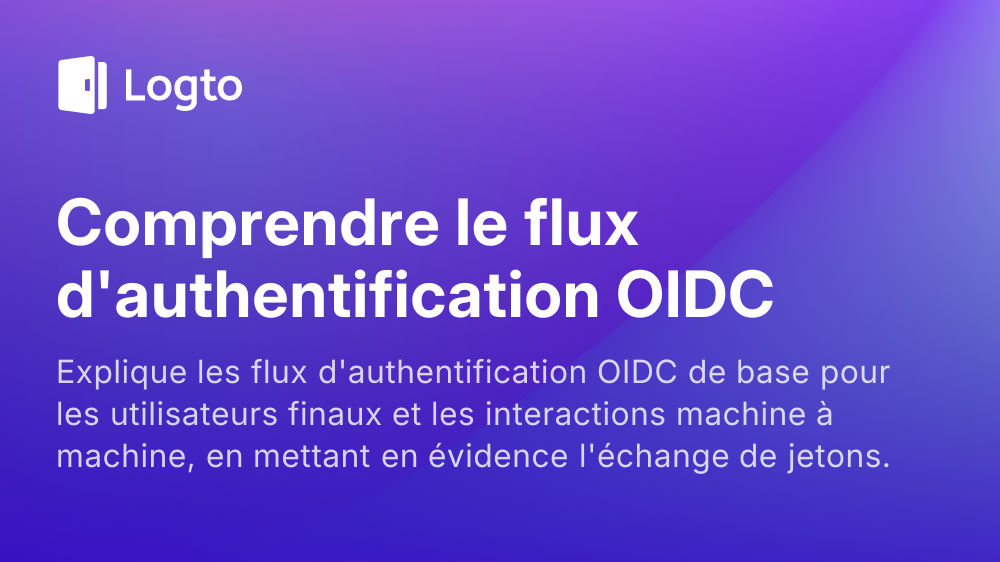 Logto
Comprendre le flux
d'authentification OIDC
Explique les flux d'authentification OIDC de base pour
les utilisateurs finaux et les interactions machine à
machine, en mettant en évidence l'échange de jetons.